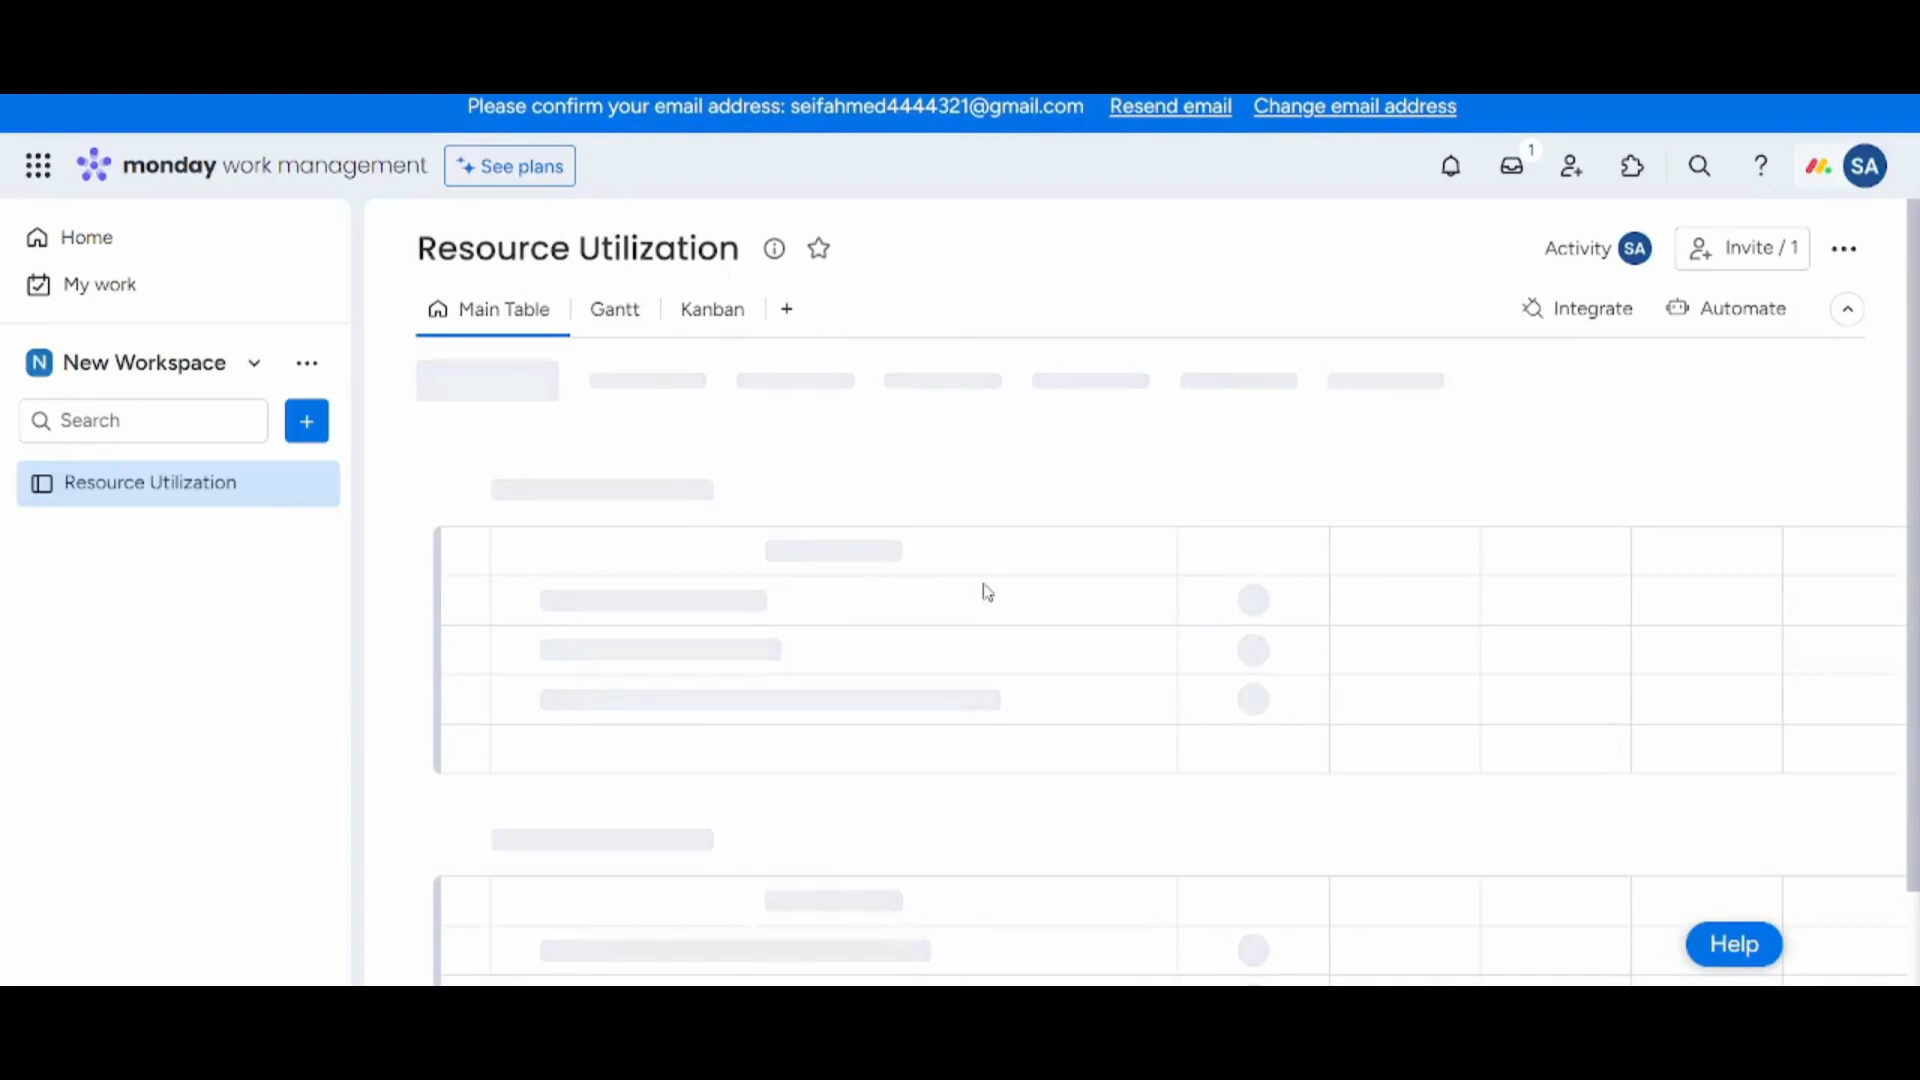 Please confirm your email address: seifahmed4444321@gmail.com Resend email Change email address
monday work management See plans 1 ? SA
Home
My work
N New Workspace
Search +
Resource Utilization
Resource Utilization Activity SA Invite / 1
Main Table Gantt Kanban + Integrate Automate
Help